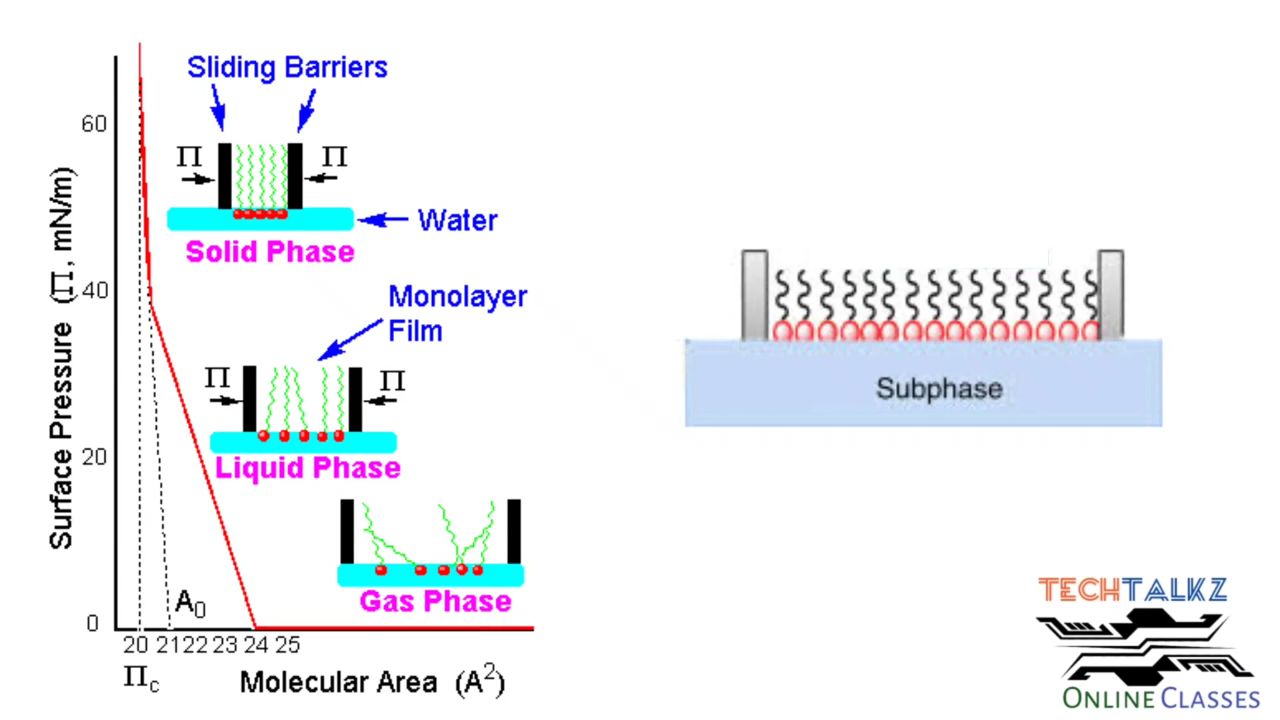 Sliding Barriers
60
Π Π
Water
Solid Phase
Surface Pressure (Π, mN/m)
40
Monolayer
Film
Π Π
20
Liquid Phase
Gas Phase
A0
0
20 21 22 23 24 25
Πc
Molecular Area (A²)
Subphase
TECHTALKZ
ONLINE CLASSES